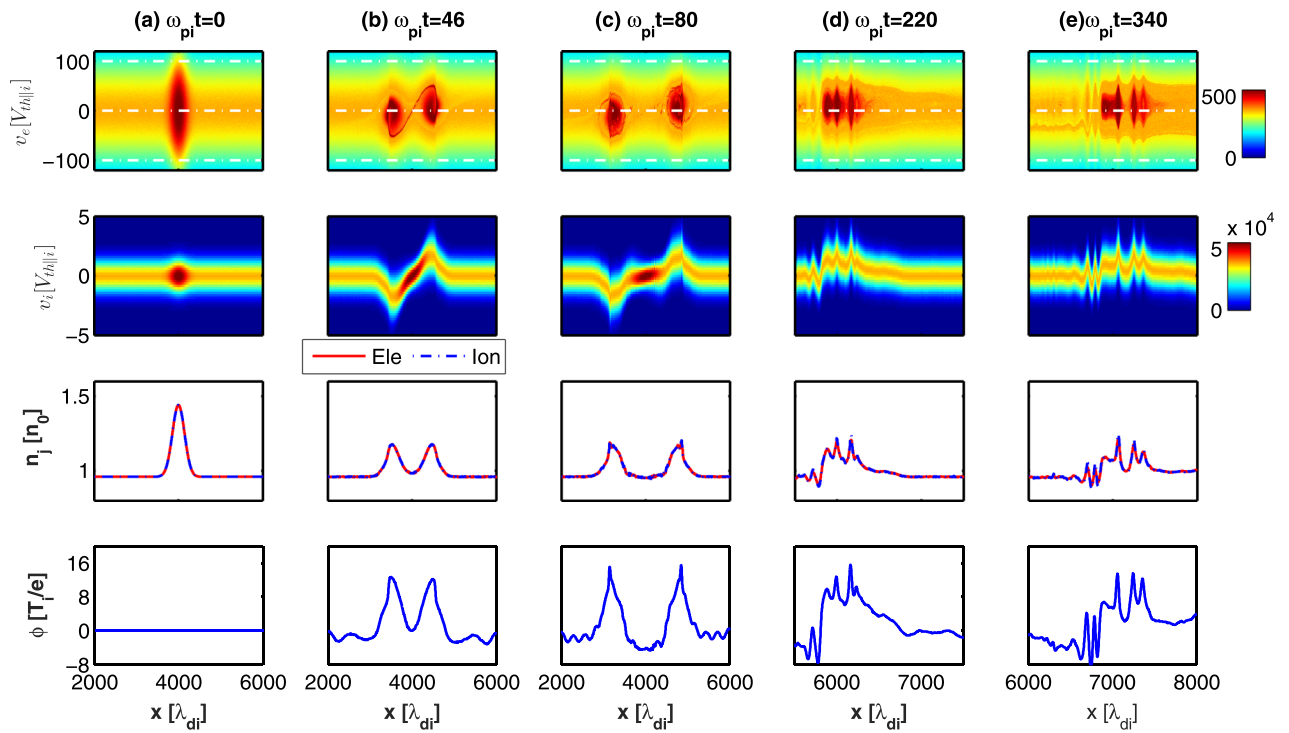 (a) ω_pi t=0 (b) ω_pi t=46 (c) ω_pi t=80 (d) ω_pi t=220 (e)ω_pi t=340
v_e[V_th∥i]
100
0
−100
500
0
v_i[V_th∥i]
5
0
−5
x 10^4
5
0
Ele Ion
n_j [n_0]
1.5
1
ϕ [T_i/e]
16
8
0
−8
2000 4000 6000 2000 4000 6000 2000 4000 6000 6000 7000 6000 7000 8000
x [λ_di] x [λ_di] x [λ_di] x [λ_di] x [λ_di]